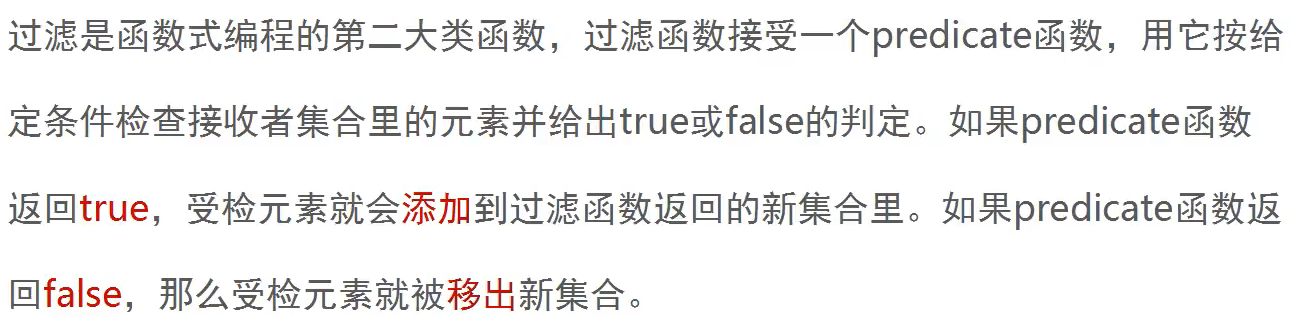 过滤是函数式编程的第二大类函数，过滤函数接受一个predicate函数，用它按给
定条件检查接收者集合里的元素并给出true或false的判定。如果predicate函数
返回true，受检元素就会添加到过滤函数返回的新集合里。如果predicate函数返
回false，那么受检元素就被移出新集合。